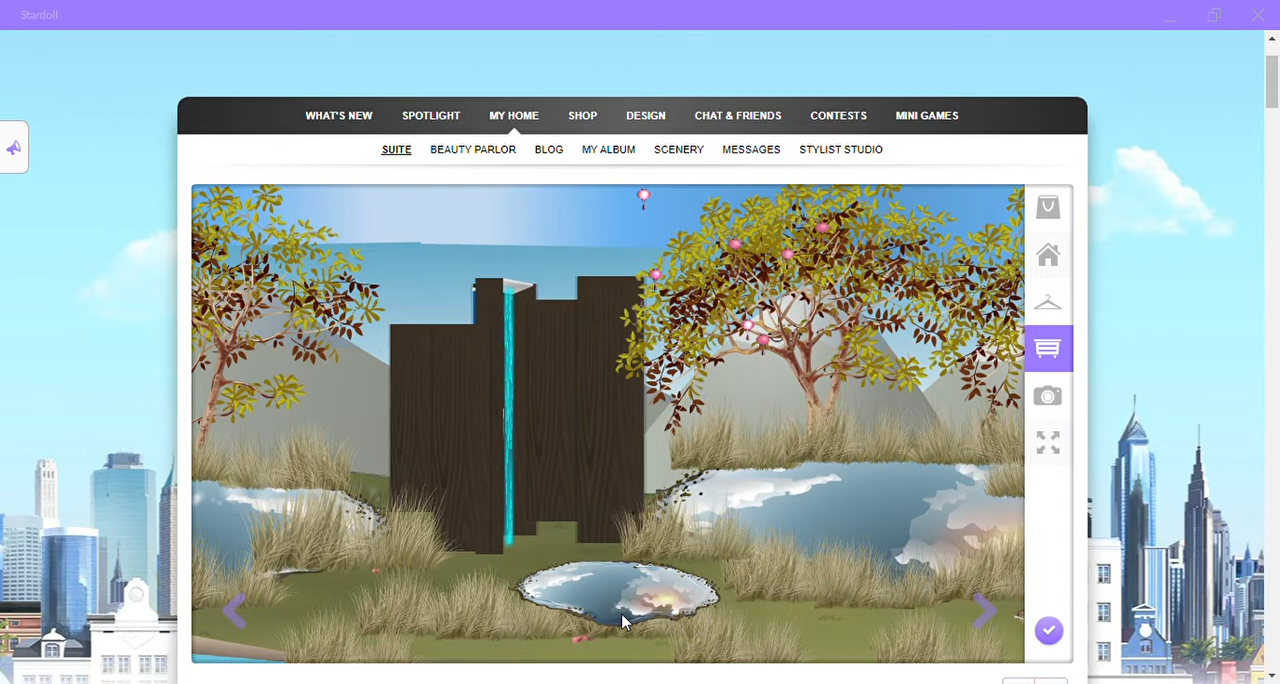 Stardoll
WHAT'S NEW SPOTLIGHT MY HOME SHOP DESIGN CHAT & FRIENDS CONTESTS MINI GAMES
SUITE BEAUTY PARLOR BLOG MY ALBUM SCENERY MESSAGES STYLIST STUDIO